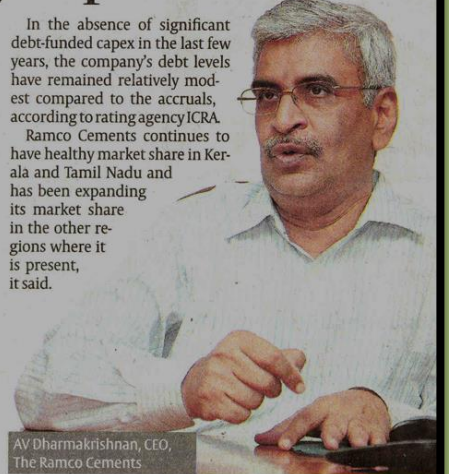 In the absence of significant
debt-funded capex in the last few
years, the company's debt levels
have remained relatively mod-
est compared to the accruals,
according to rating agency ICRA.
Ramco Cements continues to
have healthy market share in Ker-
ala and Tamil Nadu and
has been expanding
its market share
in the other re-
gions where it
is present,
it said.
AV Dharmakrishnan, CEO,
The Ramco Cements